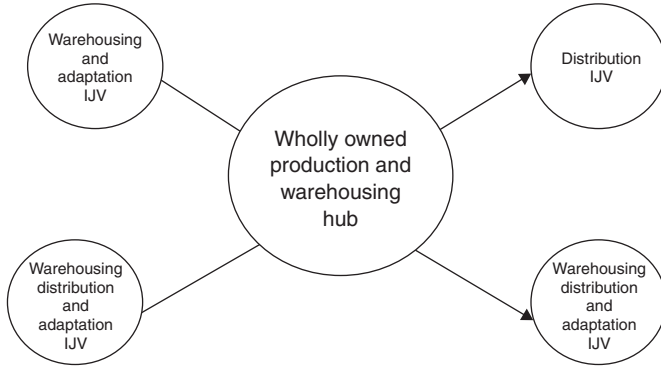 Warehousing
and
adaptation
IJV
Distribution
IJV
Wholly owned
production and
warehousing
hub
Warehousing
distribution
and
adaptation
IJV
Warehousing
distribution
and
adaptation
IJV